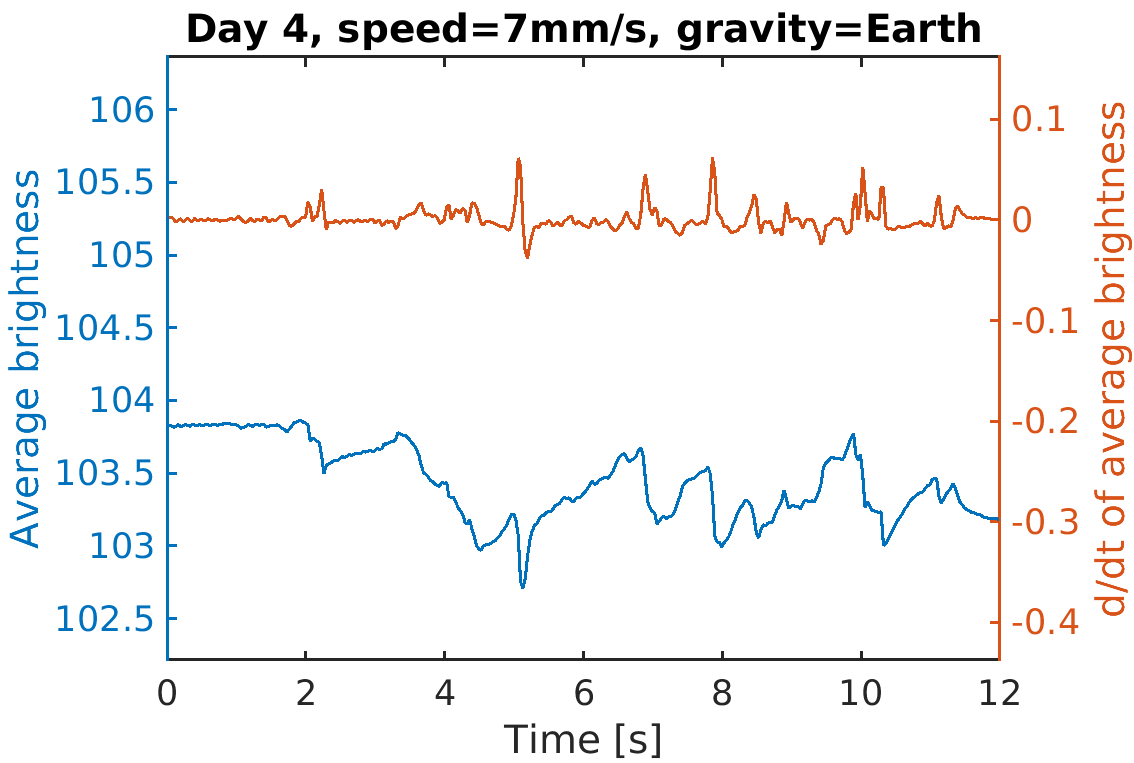 Day 4, speed=7mm/s, gravity=Earth
Average brightness
106
105.5
105
104.5
104
103.5
103
102.5
0.1
0
-0.1
-0.2
-0.3
-0.4
d/dt of average brightness
0 2 4 6 8 10 12
Time [s]